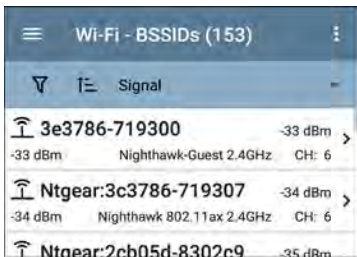 Wi-Fi - BSSIDs (153)
Signal
3e3786-719300 -33 dBm
-33 dBm Nighthawk-Guest 2.4GHz CH: 6
Ntgear:3c3786-719307 -34 dBm
-34 dBm Nighthawk 802.11ax 2.4GHz CH: 6
Ntgear:2cb05d-8302c9 -35 dBm